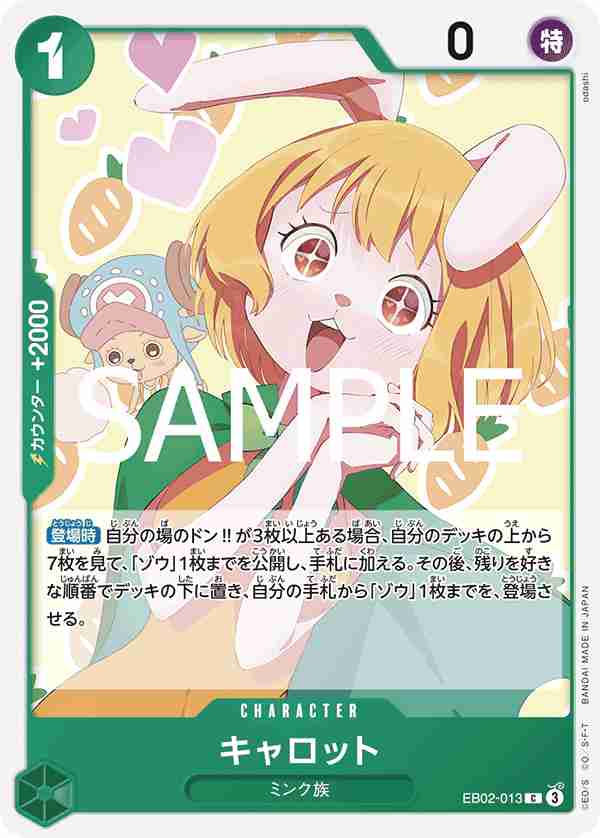 1
0
特
odashi
カウンター +2000
SAMPLE
登場時 自分の場のドン‼が3枚以上ある場合、自分のデッキの上から
7枚を見て、「ゾウ」1枚までを公開し、手札に加える。その後、残りを好き
な順番でデッキの下に置き、自分の手札から「ゾウ」1枚までを、登場さ
せる。
©E.O/S ©O./S・F・T BANDAI MADE IN JAPAN
CHARACTER
キャロット
ミンク族
EB02-013 C 3